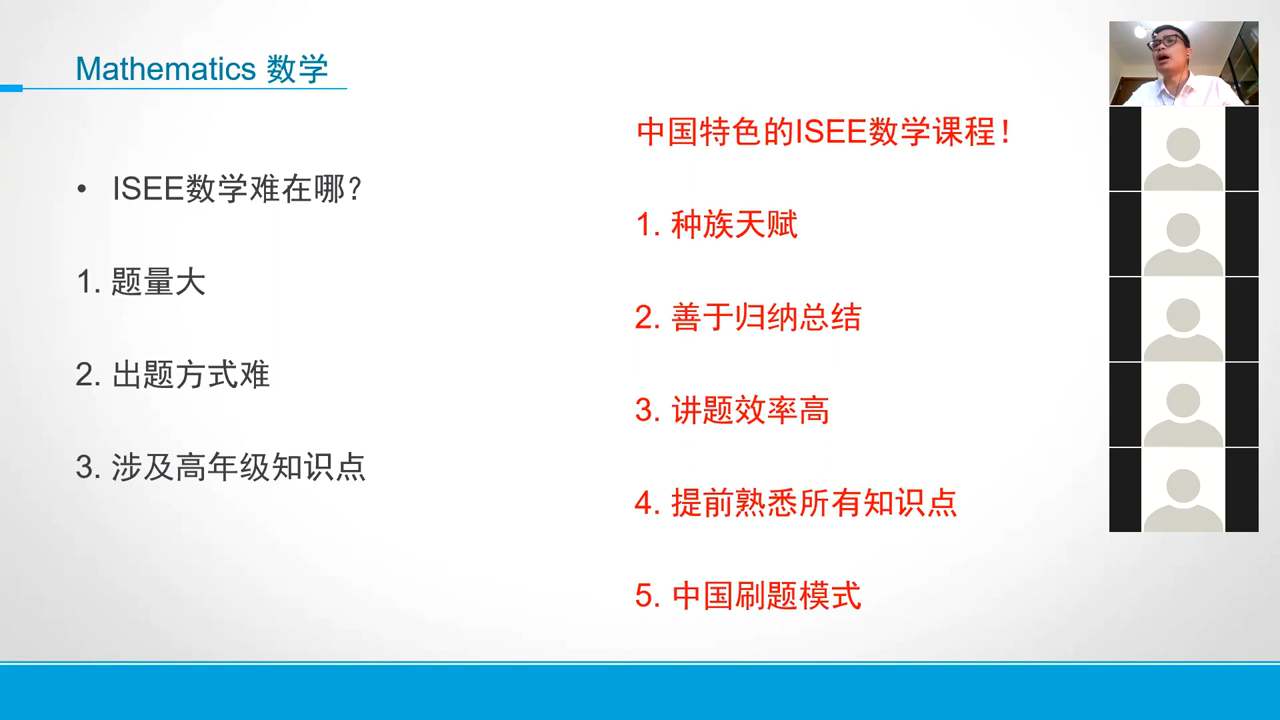 Mathematics 数学
• ISEE数学难在哪？
1. 题量大
2. 出题方式难
3. 涉及高年级知识点
中国特色的ISEE数学课程！
1. 种族天赋
2. 善于归纳总结
3. 讲题效率高
4. 提前熟悉所有知识点
5. 中国刷题模式